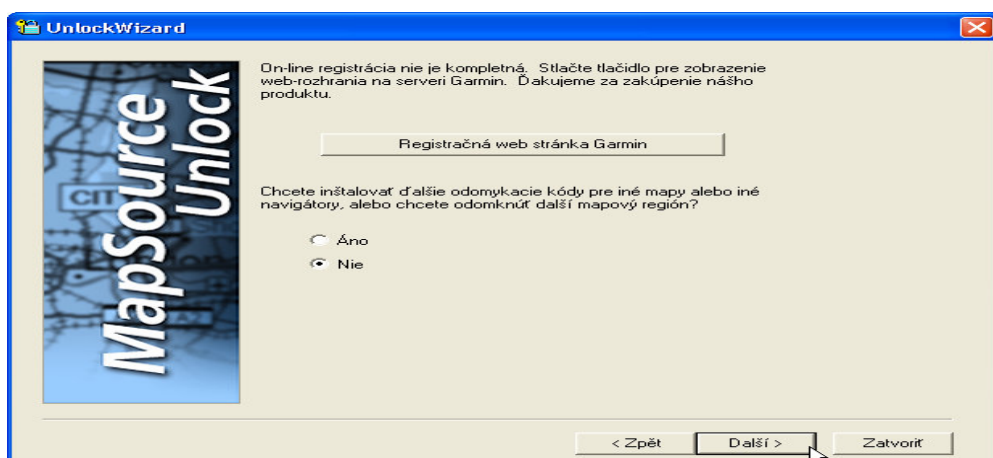 UnlockWizard
MapSource
Unlock
CIT
A2
On-line registrácia nie je kompletná. Stlačte tlačidlo pre zobrazenie
web-rozhrania na serveri Garmin. Ďakujeme za zakúpenie nášho
produktu.
Registračná web stránka Garmin
Chcete inštalovať ďalšie odomykacie kódy pre iné mapy alebo iné
navigátory, alebo chcete odomknúť další mapový región?
Áno
Nie
< Zpět
Další >
Zatvoriť